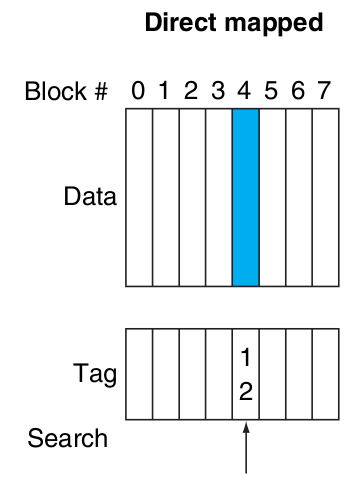 Direct mapped
Block # 0 1 2 3 4 5 6 7
Data
Tag
1
2
Search